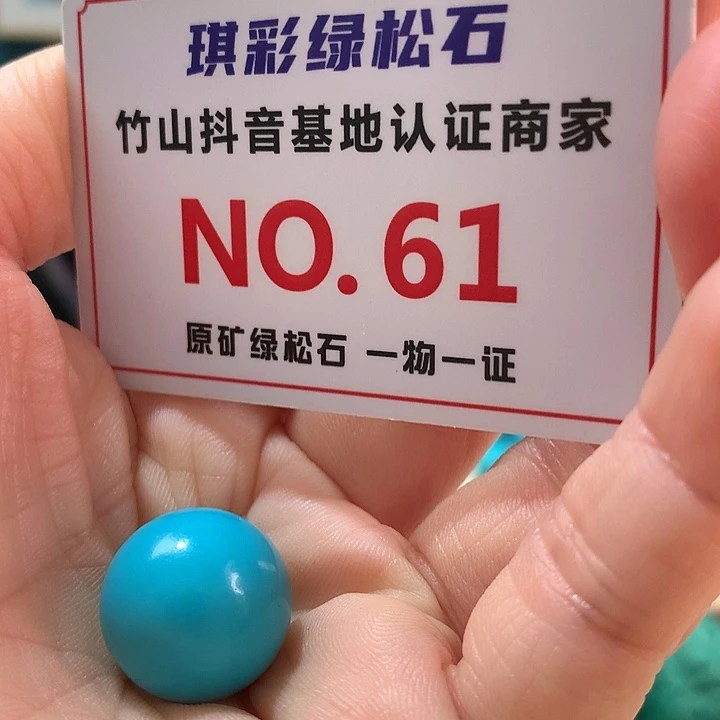 琪彩绿松石
竹山抖音基地认证商家
NO.61
原矿绿松石 一物一证